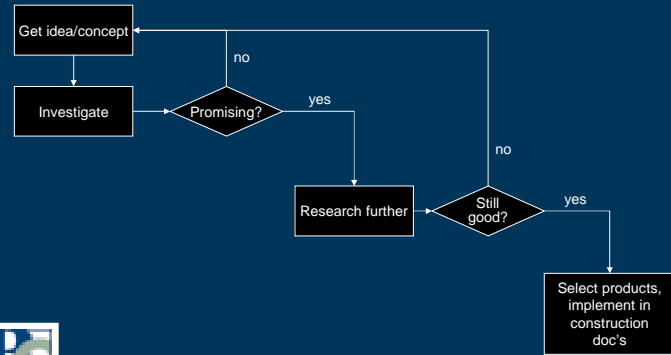 Get idea/concept
no
Investigate
Promising?
yes
no
Research further
Still
good?
yes
Select products,
implement in
construction
doc's